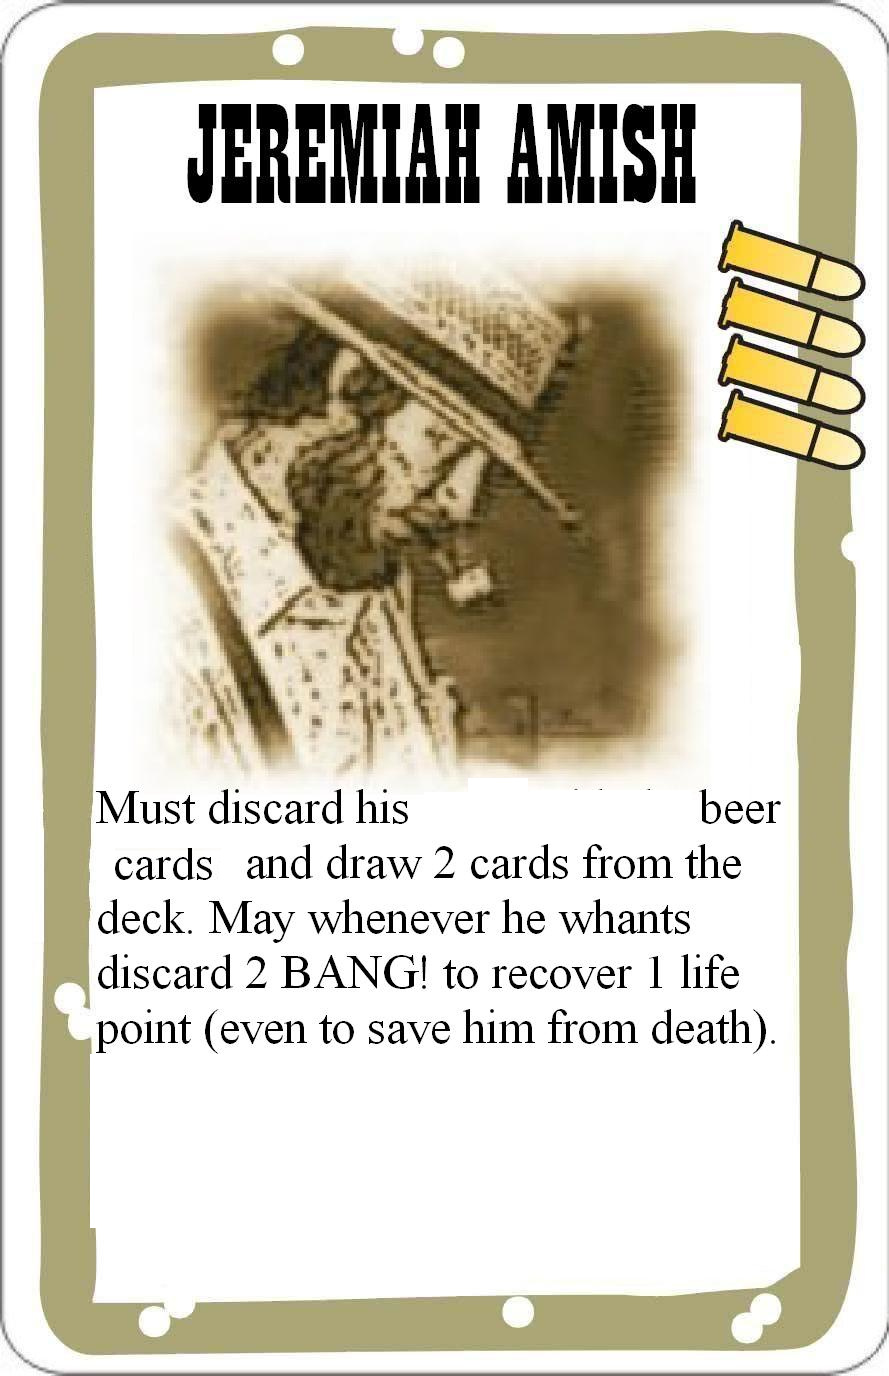 JEREMIAH AMISH
Must discard his beer
cards and draw 2 cards from the
deck. May whenever he whants
discard 2 BANG! to recover 1 life
point (even to save him from death).